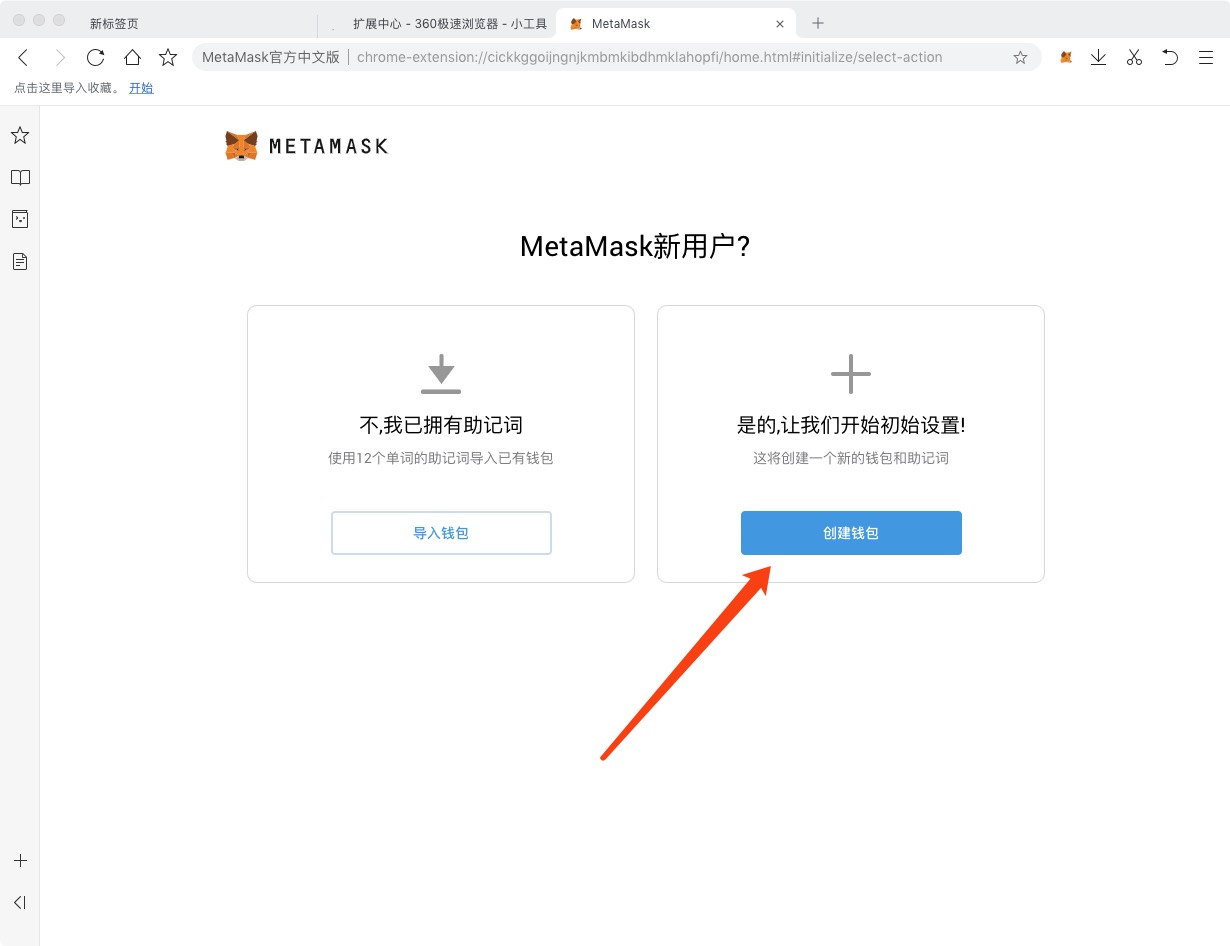 新标签页
扩展中心 - 360极速浏览器 - 小工具
MetaMask
MetaMask官方中文版
chrome-extension://cickkggoijngnjkmbmkibdhmklahopfi/home.html#initialize/select-action
点击这里导入收藏。 开始
METAMASK
MetaMask新用户?
不,我已拥有助记词
使用12个单词的助记词导入已有钱包
导入钱包
是的,让我们开始初始设置!
这将创建一个新的钱包和助记词
创建钱包